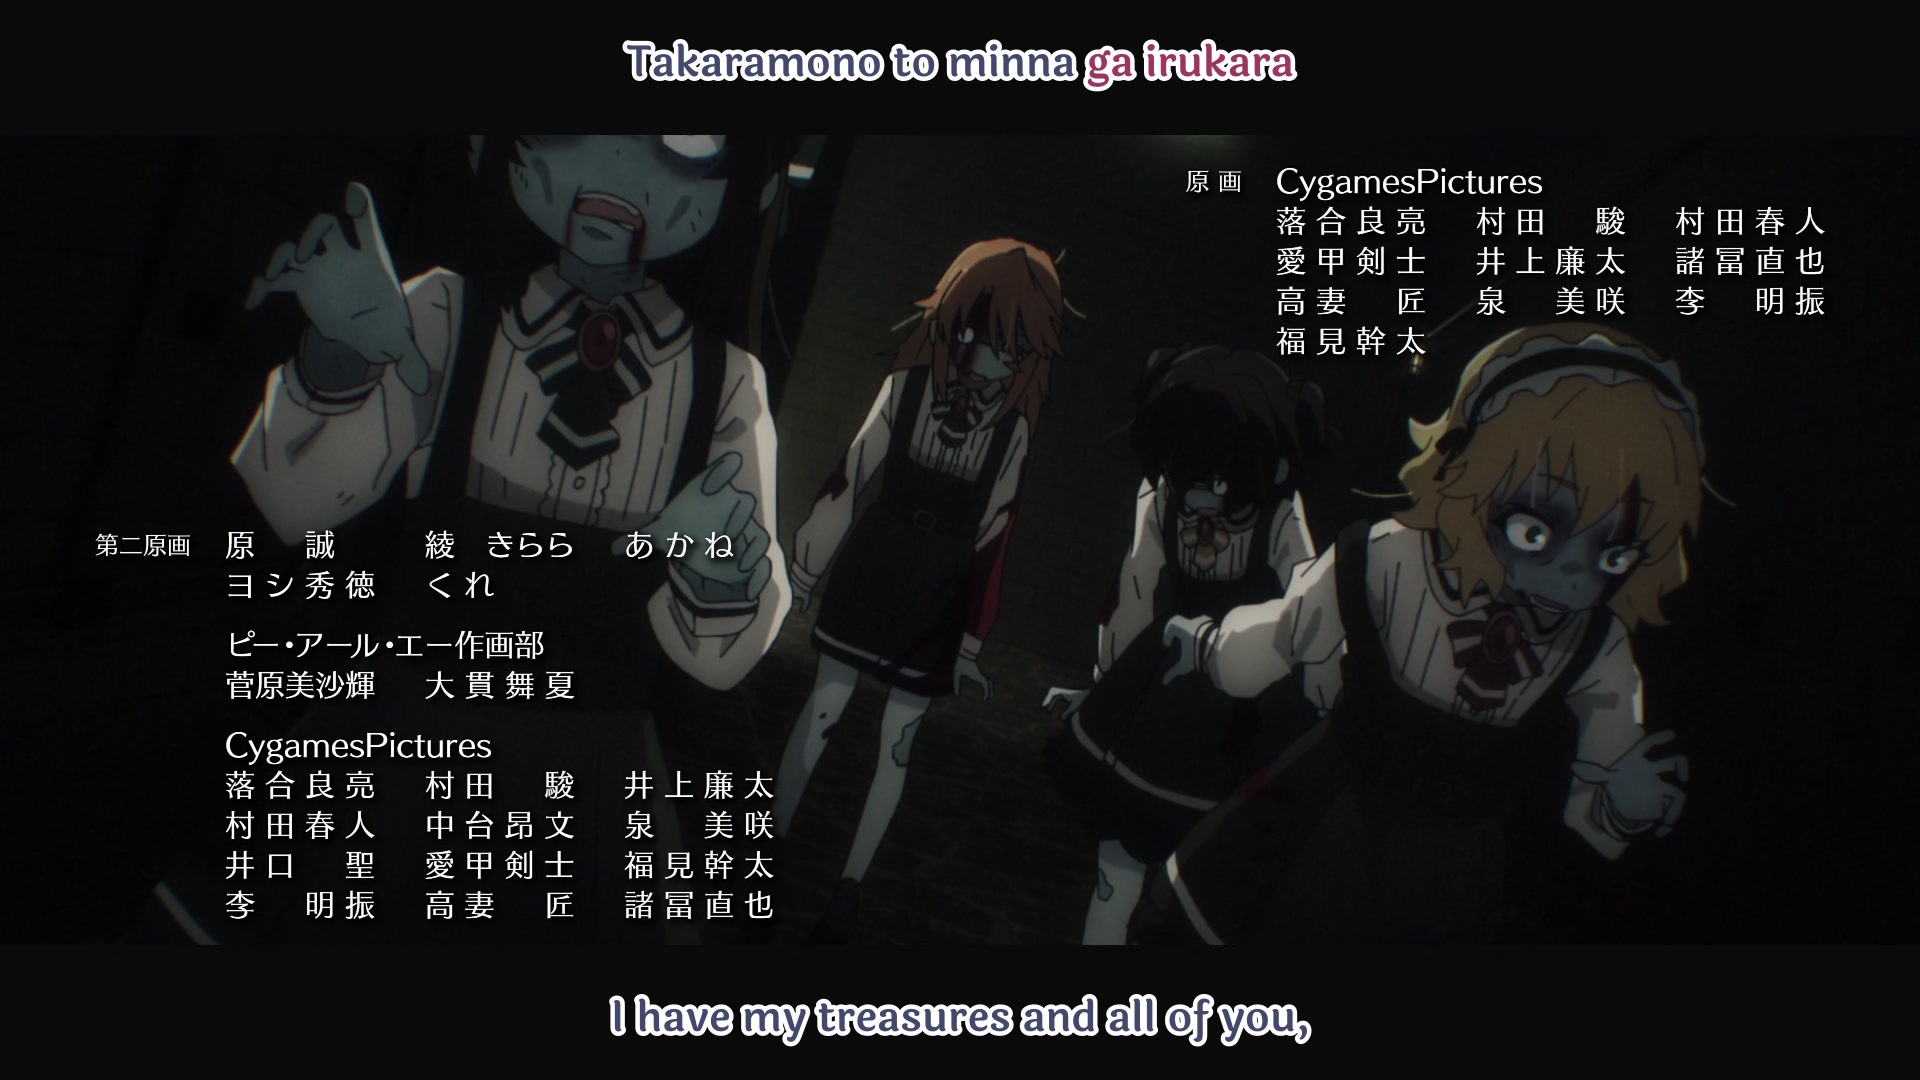 Takaramono to minna ga irukara
原画 CygamesPictures
落合良亮 村田 駿 村田春人
愛甲剣士 井上廉太 諸冨直也
高妻 匠 泉 美咲 李 明振
福見幹太
第二原画 原 誠 綾 きらら あかね
ヨシ秀徳 くれ
ピー・アール・エー作画部
菅原美沙輝 大貫舞夏
CygamesPictures
落合良亮 村田 駿 井上廉太
村田春人 中台昂文 泉 美咲
井口 聖 愛甲剣士 福見幹太
李 明振 高妻 匠 諸冨直也
I have my treasures and all of you,